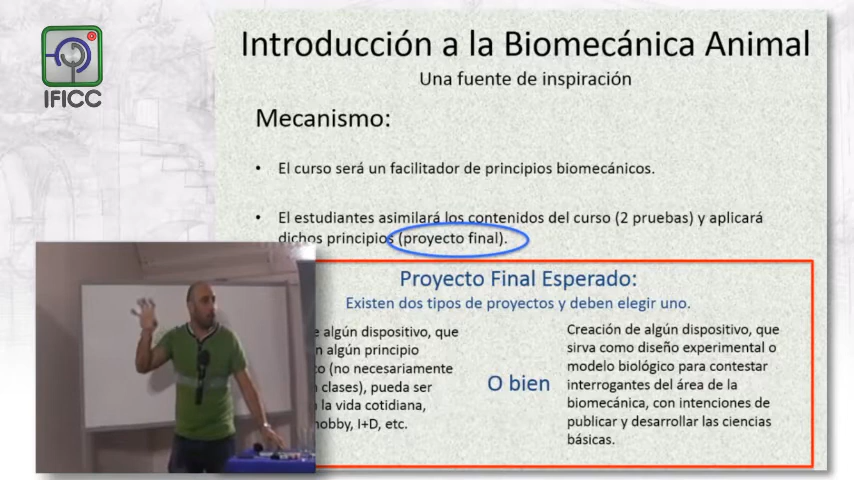 IFICC
Introducción a la Biomecánica Animal
Una fuente de inspiración
Mecanismo:
• El curso será un facilitador de principios biomecánicos.
• El estudiantes asimilará los contenidos del curso (2 pruebas) y aplicará
dichos principios (proyecto final).
Proyecto Final Esperado:
Existen dos tipos de proyectos y deben elegir uno.
algún dispositivo, que
algún principio
(no necesariamente
clases), pueda ser
la vida cotidiana,
hobby, I+D, etc.
O bien
Creación de algún dispositivo, que
sirva como diseño experimental o
modelo biológico para contestar
interrogantes del área de la
biomecánica, con intenciones de
publicar y desarrollar las ciencias
básicas.